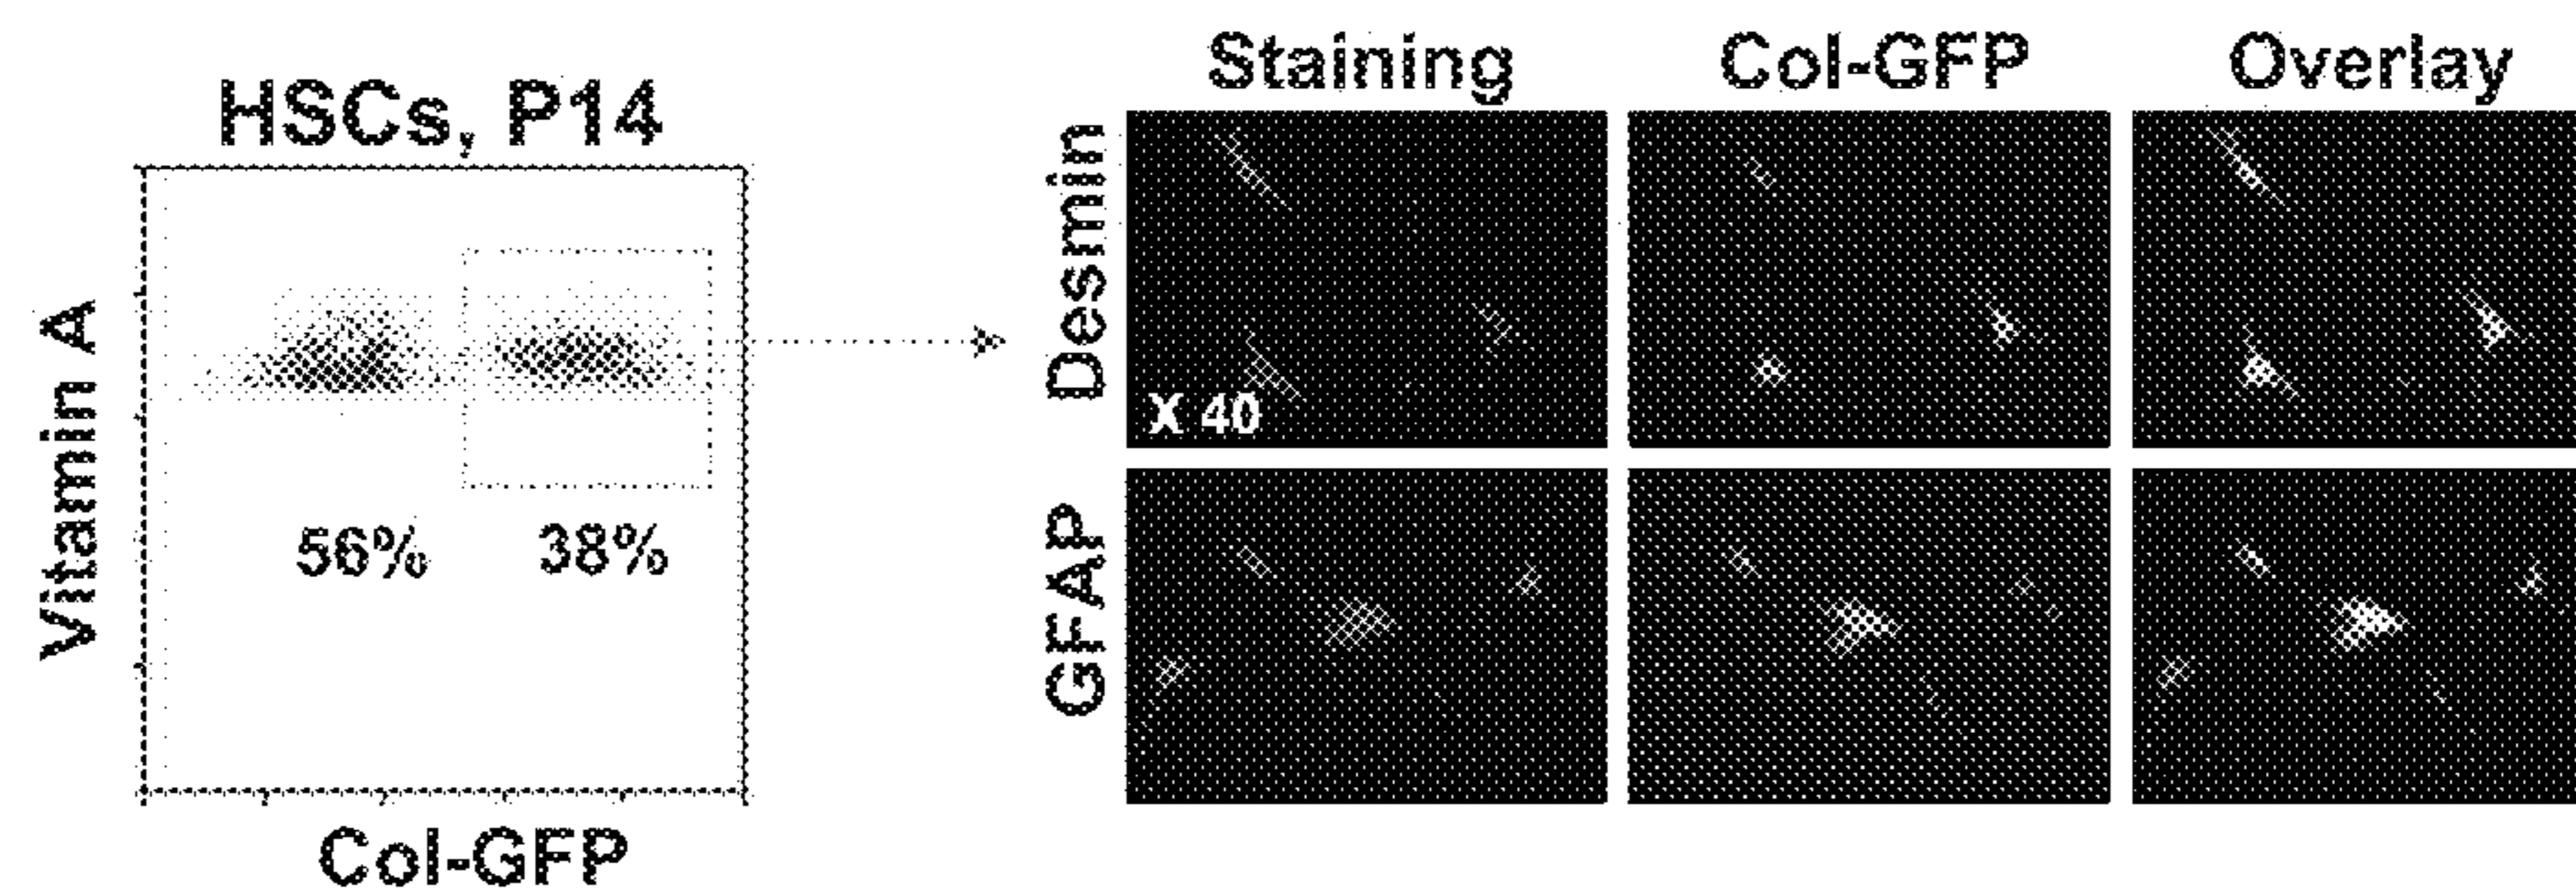 HSCs, P14
Vitamin A
56% 38%
Col-GFP
Staining Col-GFP Overlay
Desmin
X 40
GFAP